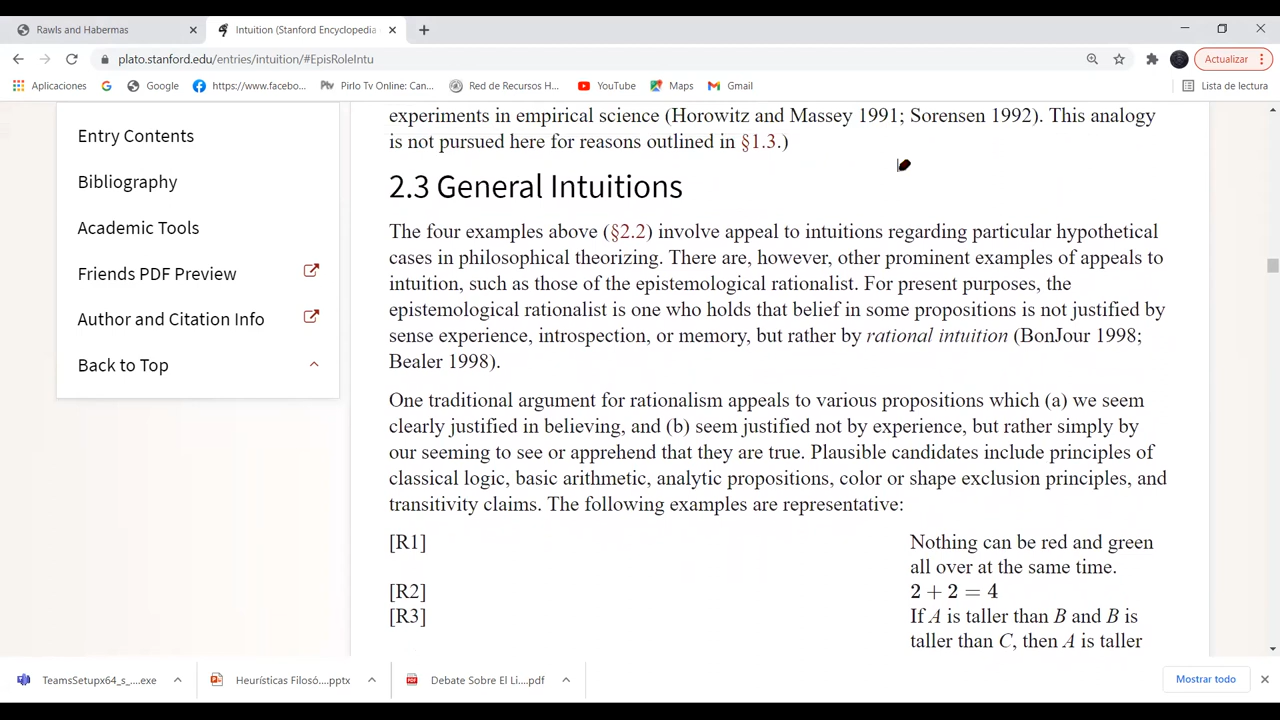 Rawls and Habermas
Intuition (Stanford Encyclopedia
plato.stanford.edu/entries/intuition/#EpisRoleIntu
Actualizar
Aplicaciones
Google
https://www.facebo...
Pirlo Tv Online: Can...
Red de Recursos H...
YouTube
Maps
Gmail
Lista de lectura
Entry Contents
Bibliography
Academic Tools
Friends PDF Preview
Author and Citation Info
Back to Top
experiments in empirical science (Horowitz and Massey 1991; Sorensen 1992). This analogy
is not pursued here for reasons outlined in §1.3.)
2.3 General Intuitions
The four examples above (§2.2) involve appeal to intuitions regarding particular hypothetical
cases in philosophical theorizing. There are, however, other prominent examples of appeals to
intuition, such as those of the epistemological rationalist. For present purposes, the
epistemological rationalist is one who holds that belief in some propositions is not justified by
sense experience, introspection, or memory, but rather by rational intuition (BonJour 1998;
Bealer 1998).
One traditional argument for rationalism appeals to various propositions which (a) we seem
clearly justified in believing, and (b) seem justified not by experience, but rather simply by
our seeming to see or apprehend that they are true. Plausible candidates include principles of
classical logic, basic arithmetic, analytic propositions, color or shape exclusion principles, and
transitivity claims. The following examples are representative:
[R1] Nothing can be red and green
all over at the same time.
[R2] 2 + 2 = 4
[R3] If A is taller than B and B is
taller than C, then A is taller
TeamsSetupx64_s_....exe
Heurísticas Filosó....pptx
Debate Sobre El Li....pdf
Mostrar todo